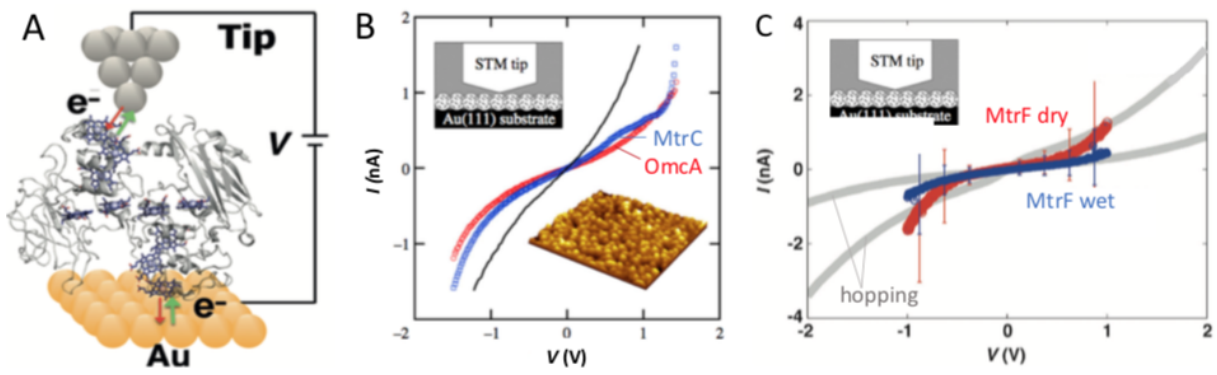 A
Tip
e-
V
e-
Au
B
2
1
0
−1
I (nA)
STM tip
Au(111) substrate
MtrC
OmcA
−2
−1
0
1
2
V (V)
C
4
2
0
-2
-4
I (nA)
STM tip
Au(111) substrate
MtrF dry
MtrF wet
hopping
-2
-1
0
1
2
V (V)